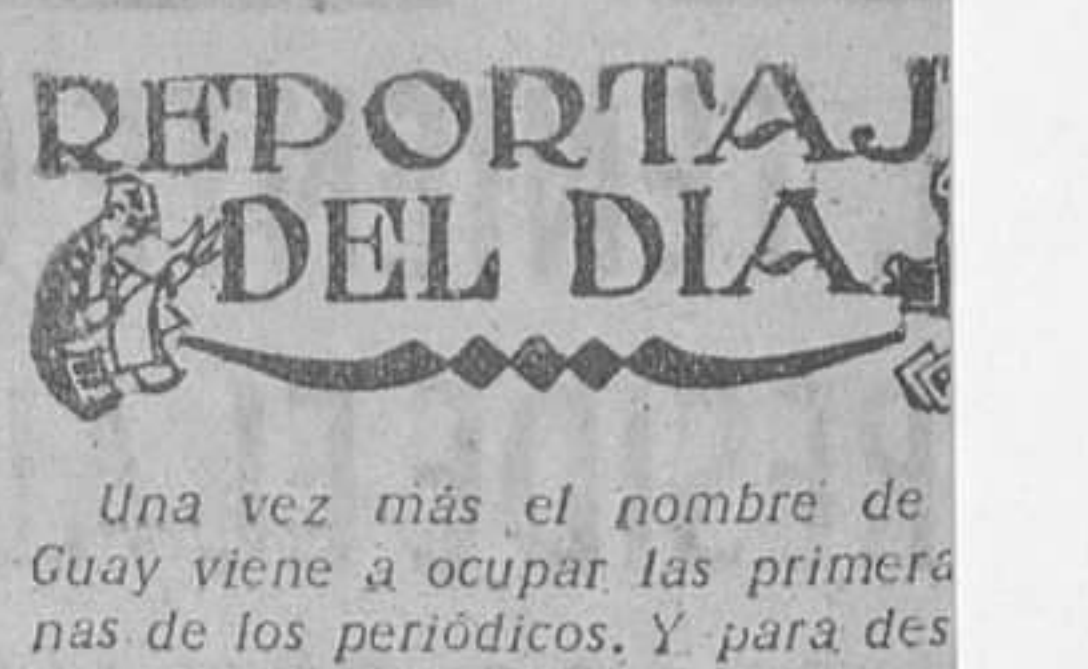 REPORTAJ
DEL DIA
Una vez más el nombre de
Guay viene a ocupar las primera
nas de los periódicos. Y para des